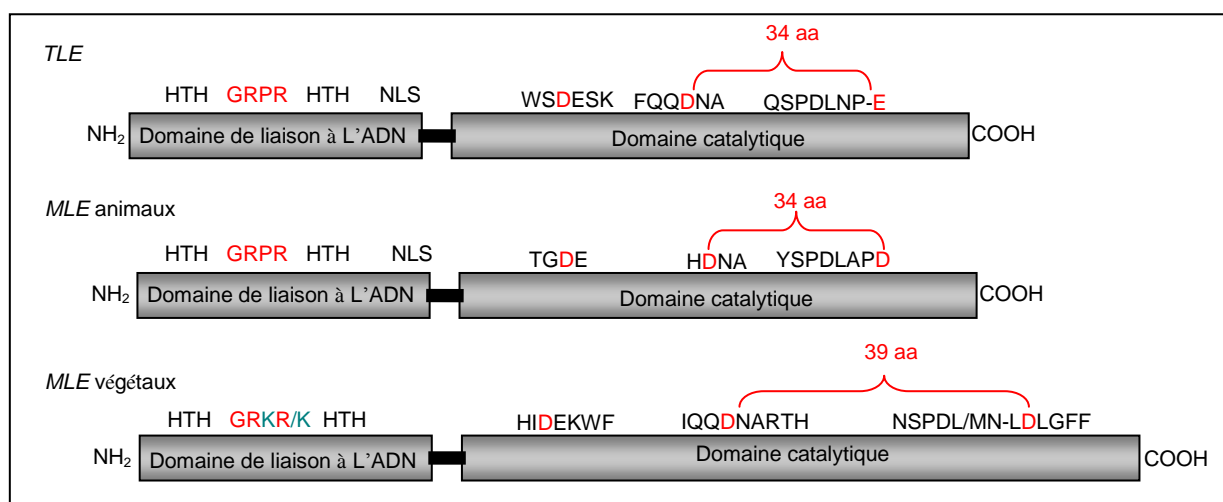 34 aa
TLE
HTH GRPR HTH NLS WSDESK FQQDNA QSPDLNP-E
NH2 Domaine de liaison à L'ADN Domaine catalytique COOH
34 aa
MLE animaux
HTH GRPR HTH NLS TGDE HDNA YSPDLAPD
NH2 Domaine de liaison à L'ADN Domaine catalytique COOH
39 aa
MLE végétaux
HTH GRKR/K HTH HIDEKWF IQQDNARTH NSPDL/MN-LDLGFF
NH2 Domaine de liaison à L'ADN Domaine catalytique COOH